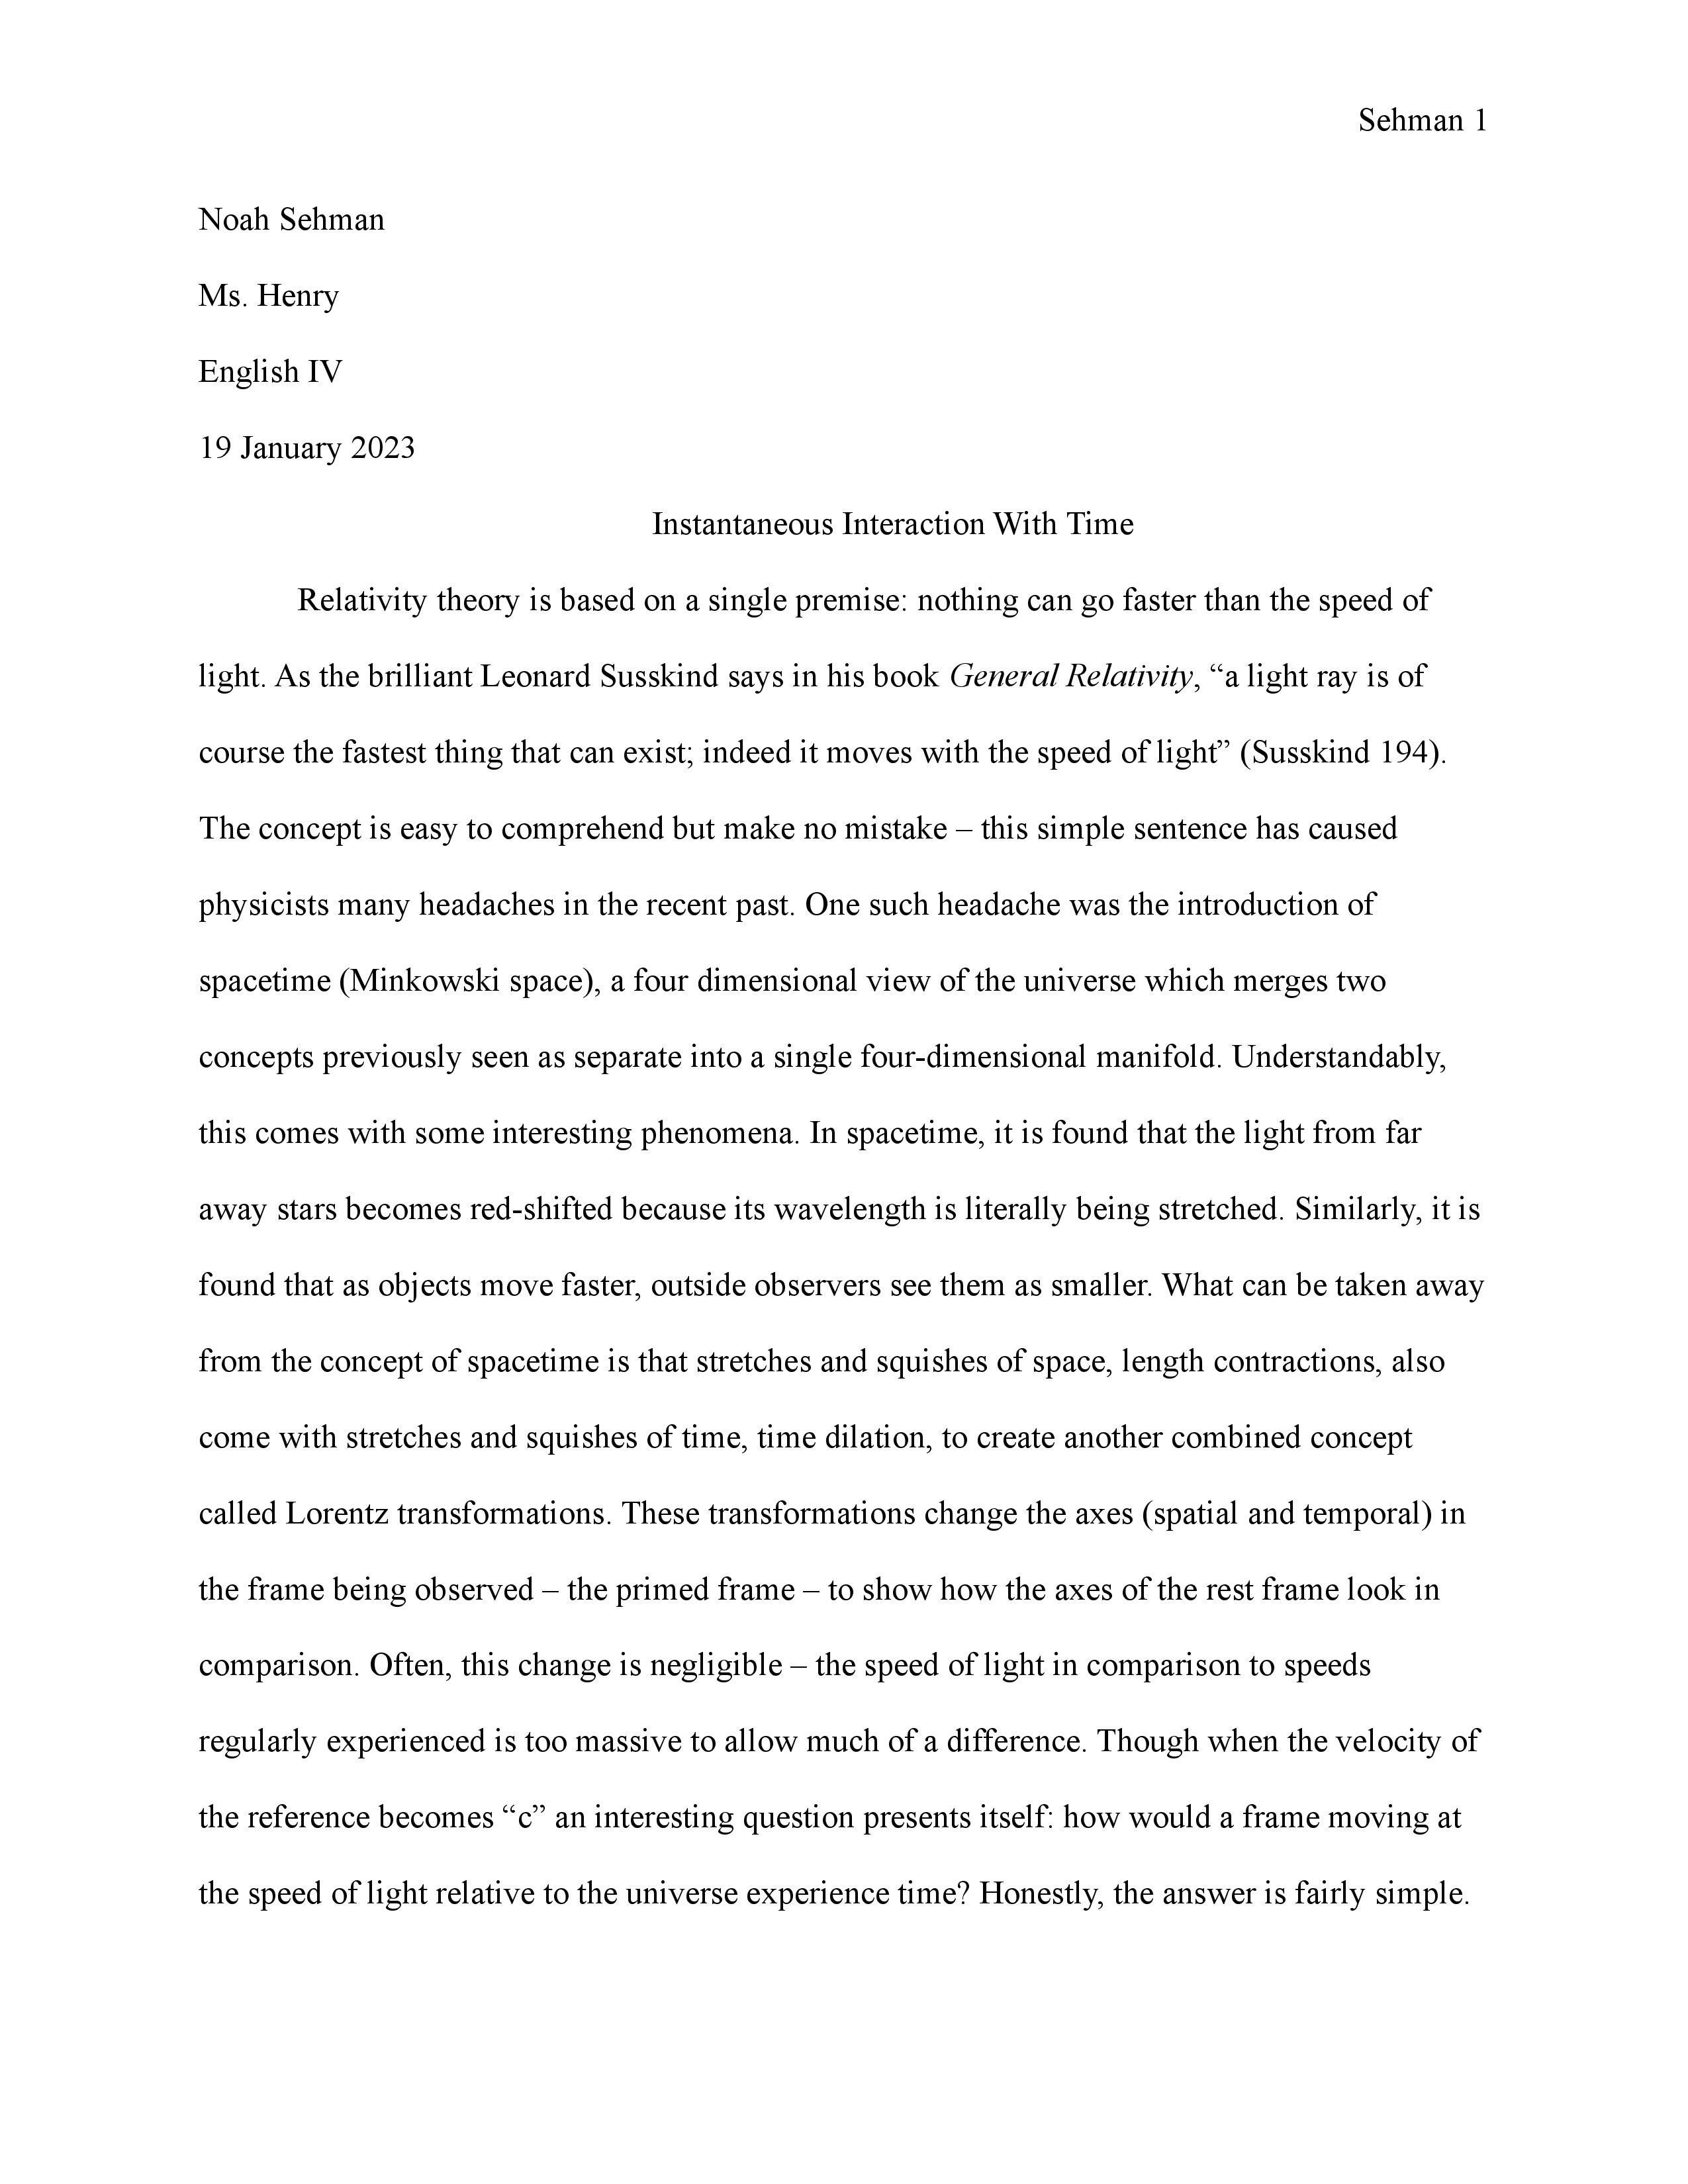 Sehman 1
Noah Sehman
Ms. Henry
English IV
19 January 2023
Instantaneous Interaction With Time
Relativity theory is based on a single premise: nothing can go faster than the speed of
light. As the brilliant Leonard Susskind says in his book General Relativity, “a light ray is of
course the fastest thing that can exist; indeed it moves with the speed of light” (Susskind 194).
The concept is easy to comprehend but make no mistake – this simple sentence has caused
physicists many headaches in the recent past. One such headache was the introduction of
spacetime (Minkowski space), a four dimensional view of the universe which merges two
concepts previously seen as separate into a single four-dimensional manifold. Understandably,
this comes with some interesting phenomena. In spacetime, it is found that the light from far
away stars becomes red-shifted because its wavelength is literally being stretched. Similarly, it is
found that as objects move faster, outside observers see them as smaller. What can be taken away
from the concept of spacetime is that stretches and squishes of space, length contractions, also
come with stretches and squishes of time, time dilation, to create another combined concept
called Lorentz transformations. These transformations change the axes (spatial and temporal) in
the frame being observed – the primed frame – to show how the axes of the rest frame look in
comparison. Often, this change is negligible – the speed of light in comparison to speeds
regularly experienced is too massive to allow much of a difference. Though when the velocity of
the reference becomes “c” an interesting question presents itself: how would a frame moving at
the speed of light relative to the universe experience time? Honestly, the answer is fairly simple.